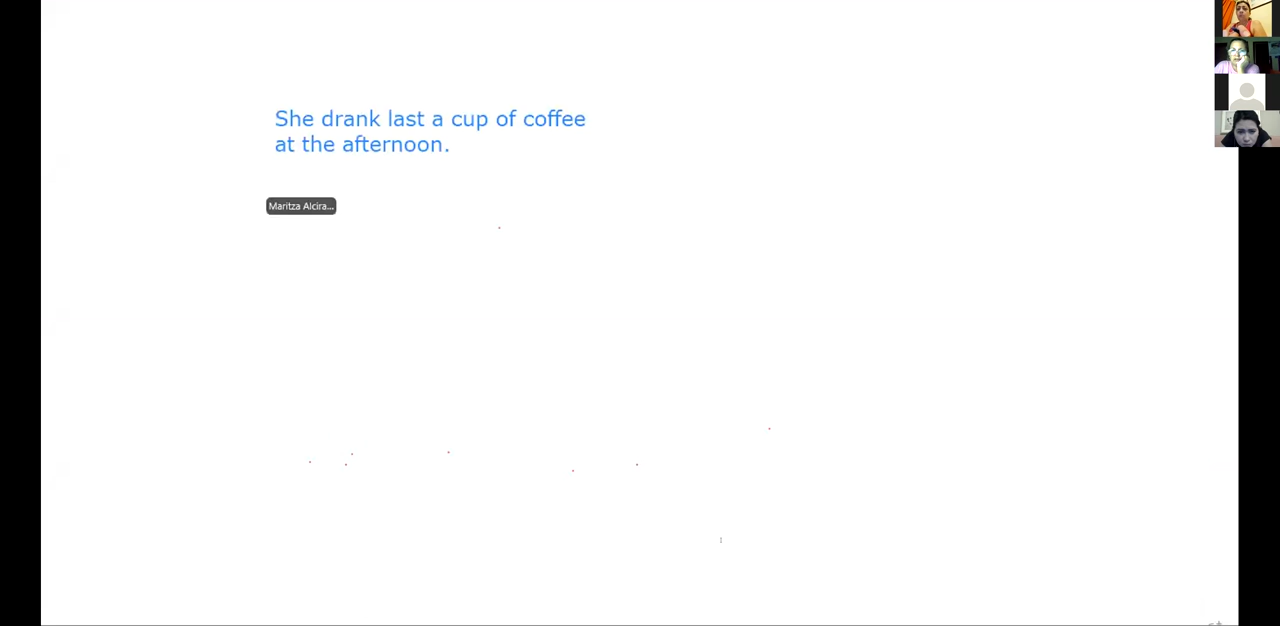 She drank last a cup of coffee
at the afternoon.
Maritza Alcira...